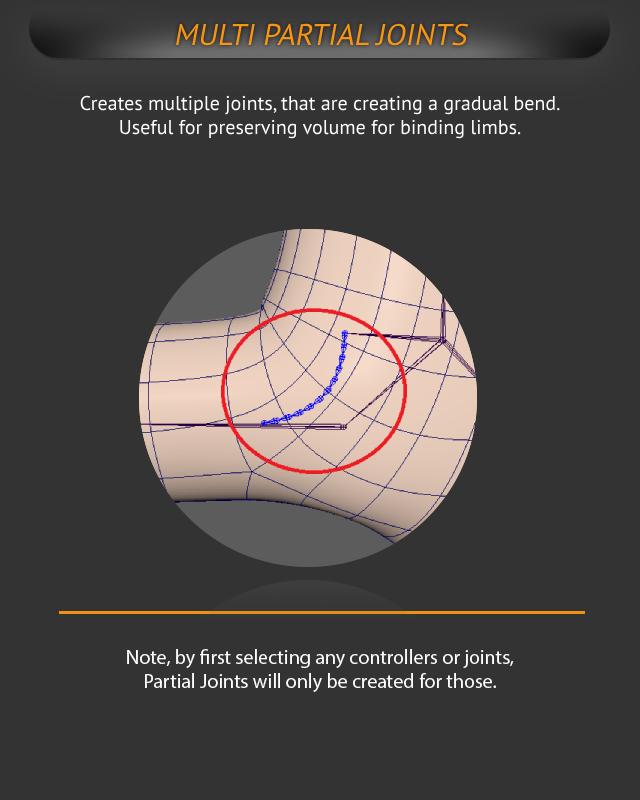 MULTI PARTIAL JOINTS
Creates multiple joints, that are creating a gradual bend.
Useful for preserving volume for binding limbs.
Note, by first selecting any controllers or joints,
Partial Joints will only be created for those.